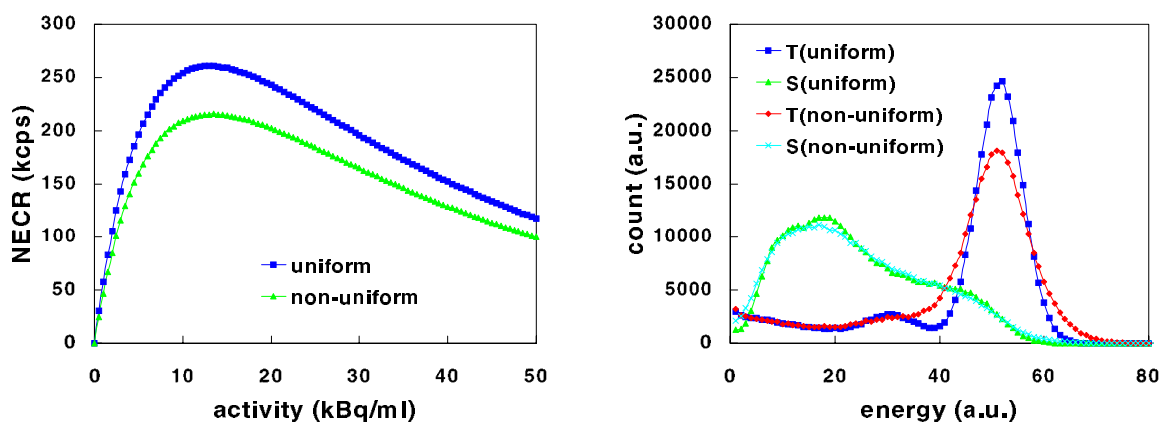 300
250
200
150
100
50
0
NECR (kcps)
uniform
non-uniform
0 10 20 30 40 50
activity (kBq/ml)
30000
25000
20000
15000
10000
5000
0
count (a.u.)
T(uniform)
S(uniform)
T(non-uniform)
S(non-uniform)
0 20 40 60 80
energy (a.u.)